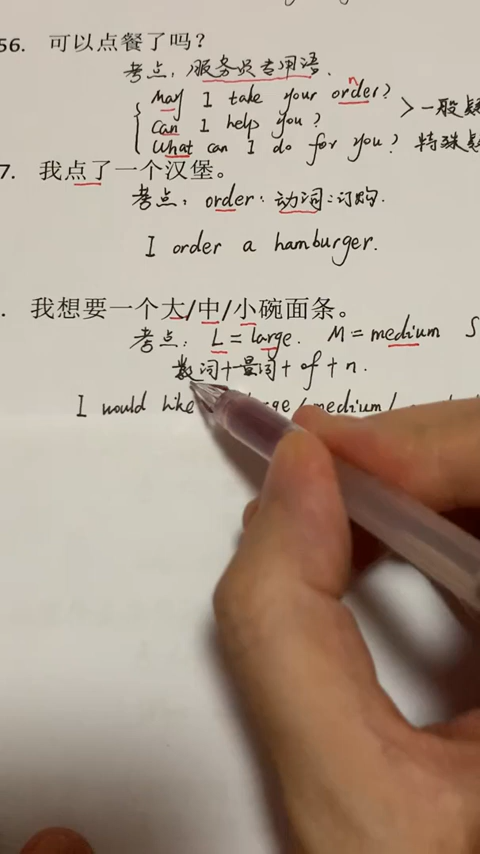 56. 可以点餐了吗？
考点：服务员专用语.
n
May I take your order?
Can I help you? > 一般疑
What can I do for you? 特殊疑
7. 我点了一个汉堡。
考点：order：动词：订购.
I order a hamburger.
. 我想要一个大/中/小碗面条。
考点：L = large. M = medium S
数词+量词+ of + n.
I would like /medium/